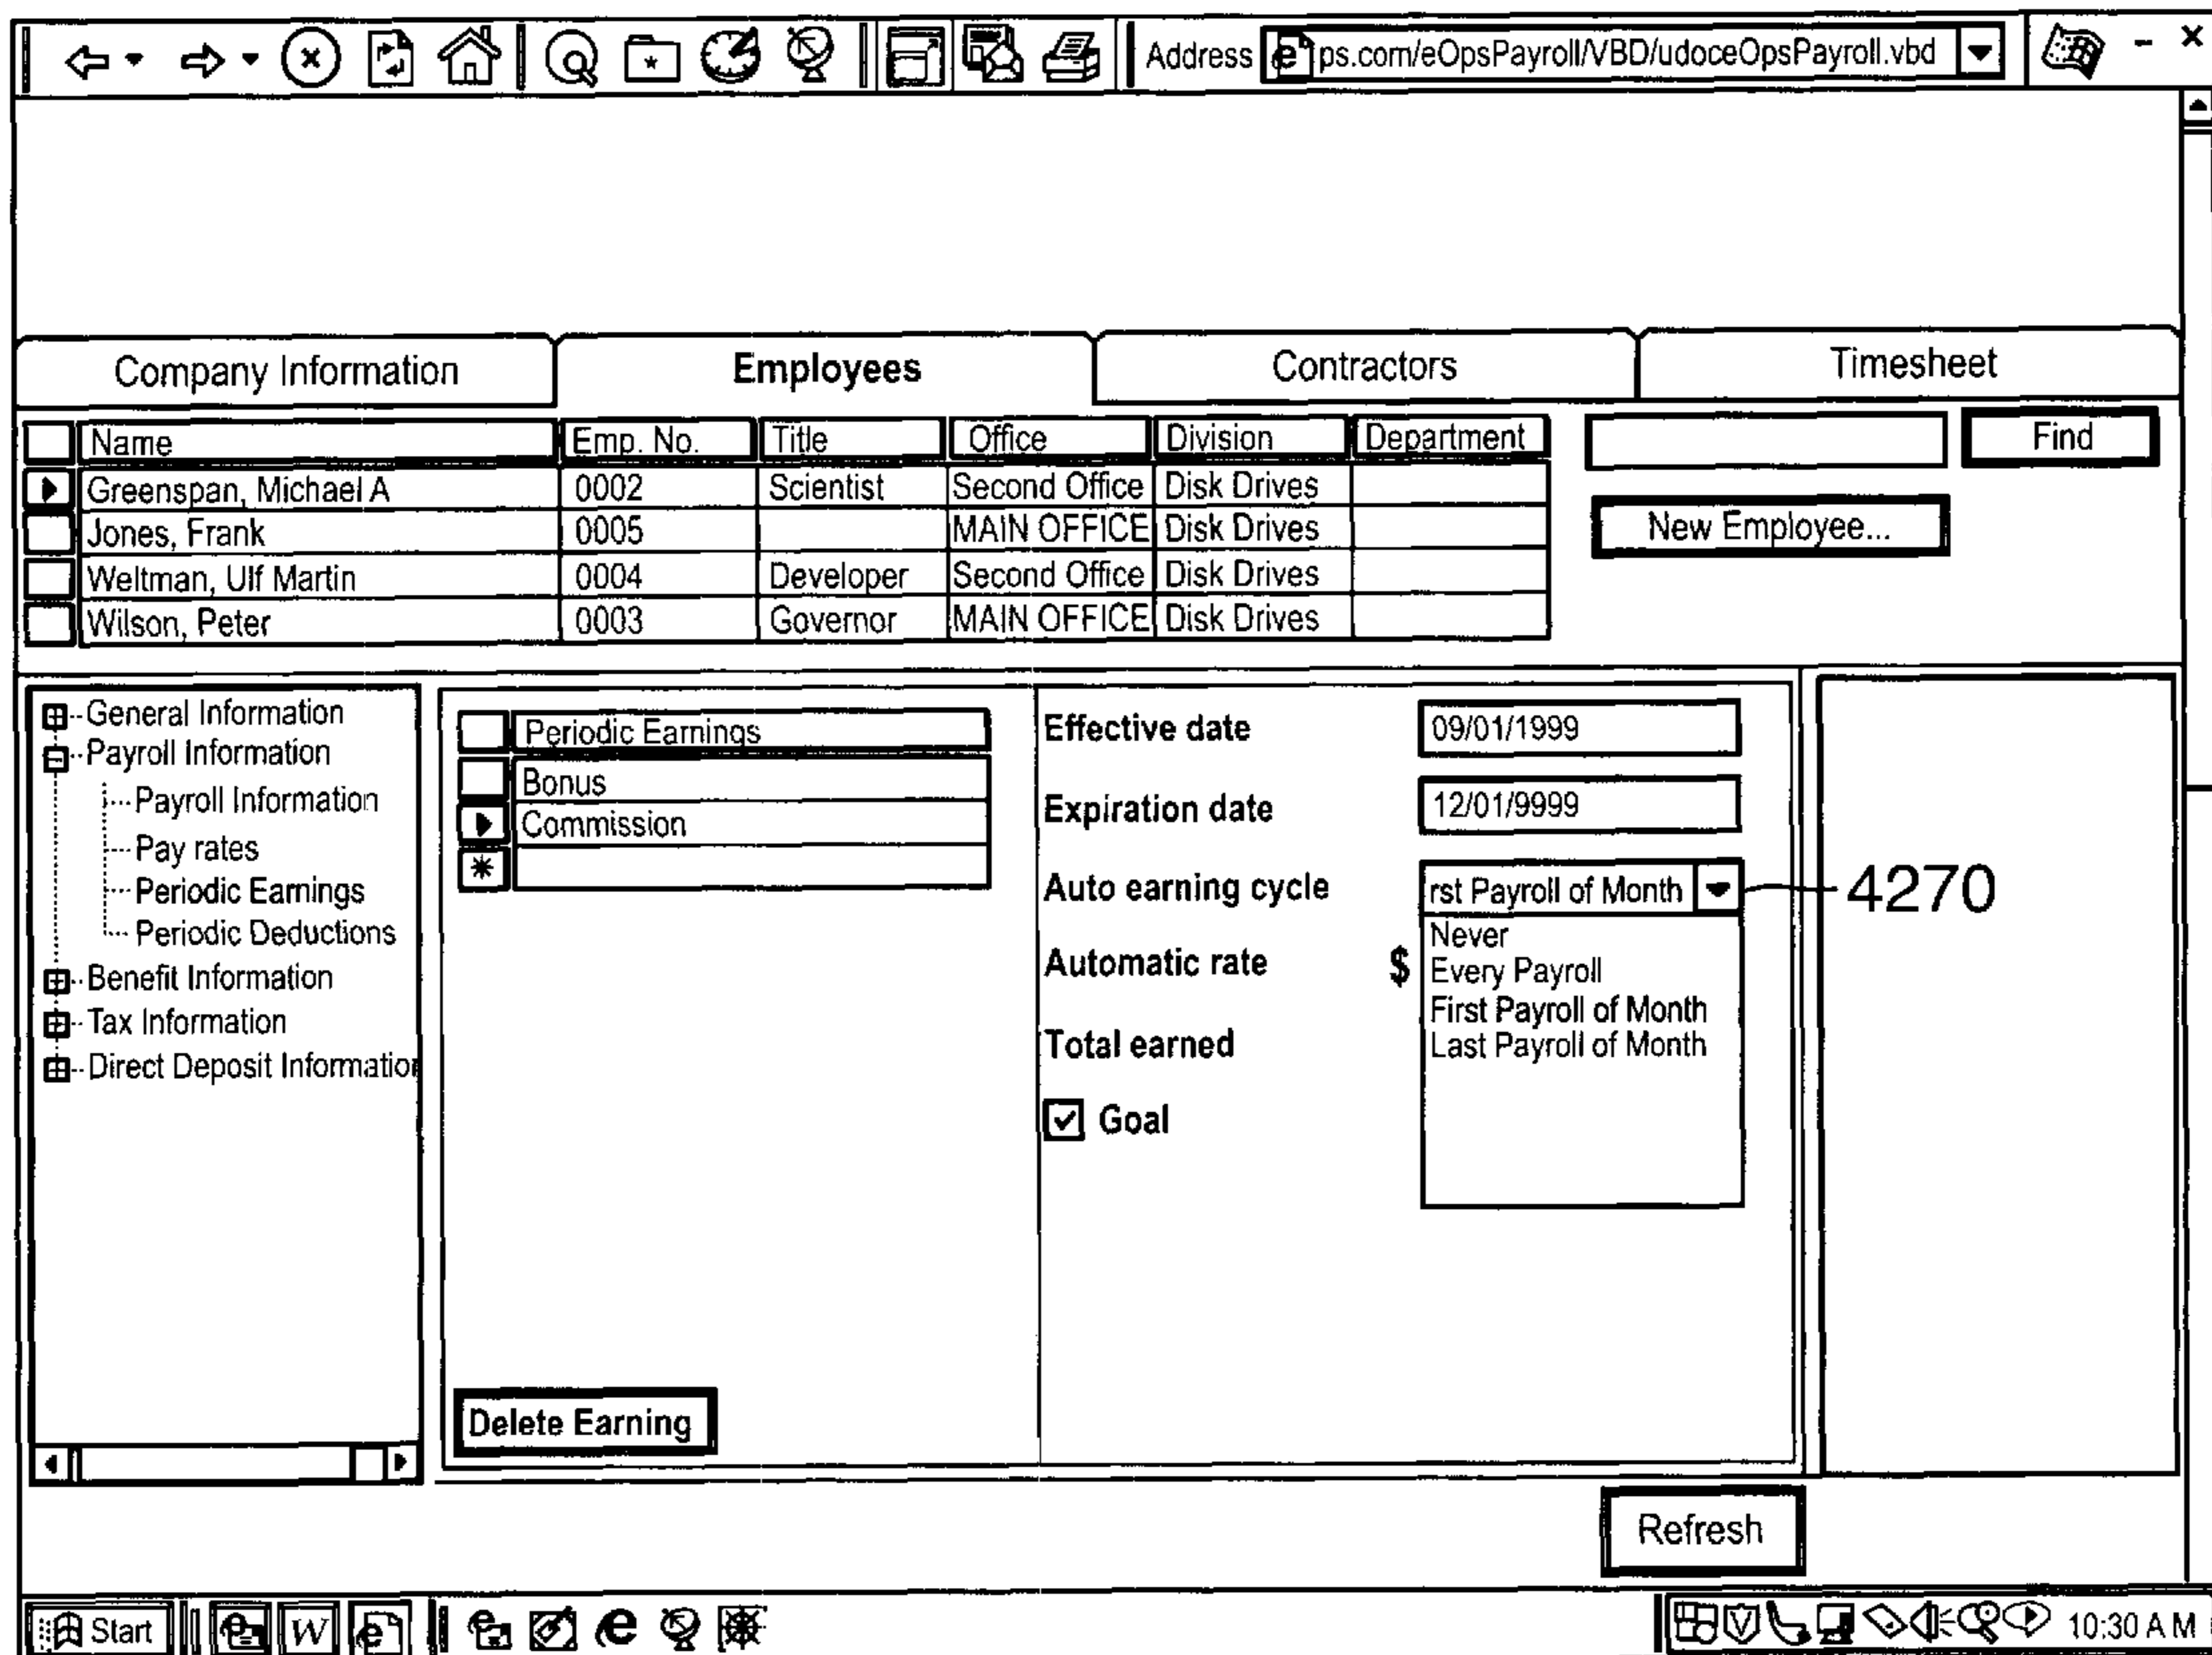 Address ps.com/eOpsPayroll/VBD/udoceOpsPayroll.vbd
Company Information Employees Contractors Timesheet
Name Emp. No. Title Office Division Department Find
Greenspan, Michael A 0002 Scientist Second Office Disk Drives
Jones, Frank 0005 MAIN OFFICE Disk Drives
New Employee...
Weltman, Ulf Martin 0004 Developer Second Office Disk Drives
Wilson, Peter 0003 Governor MAIN OFFICE Disk Drives
General Information
Payroll Information
Payroll Information
Pay rates
Periodic Earnings
Periodic Deductions
Benefit Information
Tax Information
Direct Deposit Information
Periodic Earnings
Bonus
Commission
*
Delete Earning
Effective date 09/01/1999
Expiration date 12/01/9999
Auto earning cycle rst Payroll of Month
Never
Automatic rate $ Every Payroll
First Payroll of Month
Total earned Last Payroll of Month
Goal
4270
Refresh
Start W 10:30 AM